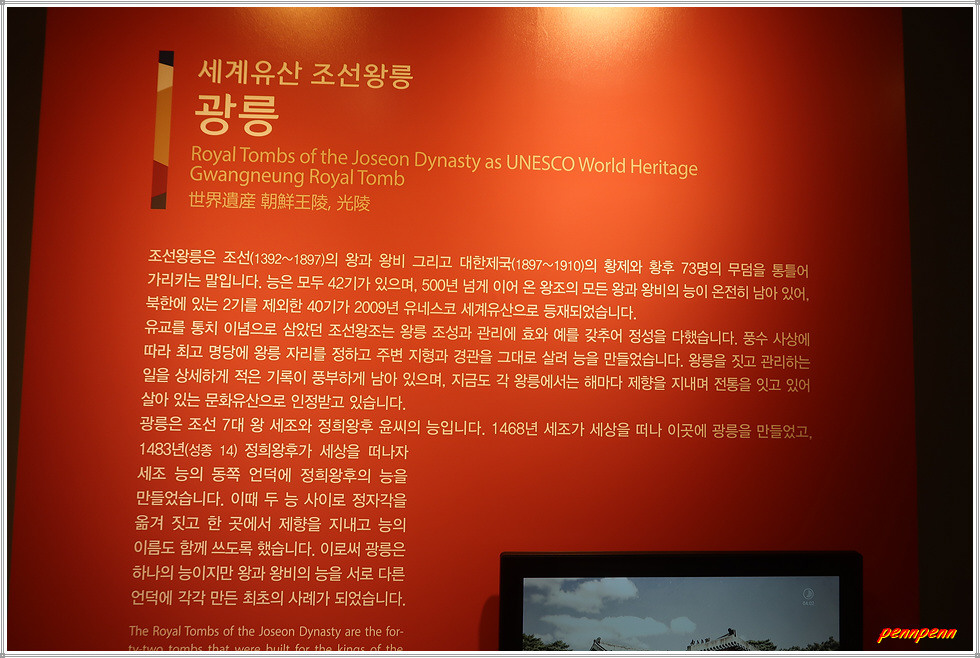 세계유산 조선왕릉
광릉
Royal Tombs of the Joseon Dynasty as UNESCO World Heritage
Gwangneung Royal Tomb
世界遺産 朝鮮王陵, 光陵
조선왕릉은 조선(1392~1897)의 왕과 왕비 그리고 대한제국(1897~1910)의 황제와 황후 73명의 무덤을 통틀어
가리키는 말입니다. 능은 모두 42기가 있으며, 500년 넘게 이어 온 왕조의 모든 왕과 왕비의 능이 온전히 남아 있어,
북한에 있는 2기를 제외한 40기가 2009년 유네스코 세계유산으로 등재되었습니다.
유교를 통치 이념으로 삼았던 조선왕조는 왕릉 조성과 관리에 효와 예를 갖추어 정성을 다했습니다. 풍수 사상에
따라 최고 명당에 왕릉 자리를 정하고 주변 지형과 경관을 그대로 살려 능을 만들었습니다. 왕릉을 짓고 관리하는
일을 상세하게 적은 기록이 풍부하게 남아 있으며, 지금도 각 왕릉에서는 해마다 제향을 지내며 전통을 잇고 있어
살아 있는 문화유산으로 인정받고 있습니다.
광릉은 조선 7대 왕 세조와 정희왕후 윤씨의 능입니다. 1468년 세조가 세상을 떠나 이곳에 광릉을 만들었고,
1483년(성종 14) 정희왕후가 세상을 떠나자
세조 능의 동쪽 언덕에 정희왕후의 능을
만들었습니다. 이때 두 능 사이로 정자각을
옮겨 짓고 한 곳에서 제향을 지내고 능의
이름도 함께 쓰도록 했습니다. 이로써 광릉은
하나의 능이지만 왕과 왕비의 능을 서로 다른
언덕에 각각 만든 최초의 사례가 되었습니다.
The Royal Tombs of the Joseon Dynasty are the for-
ty-two tombs that were built for the kings of the
pennpenn